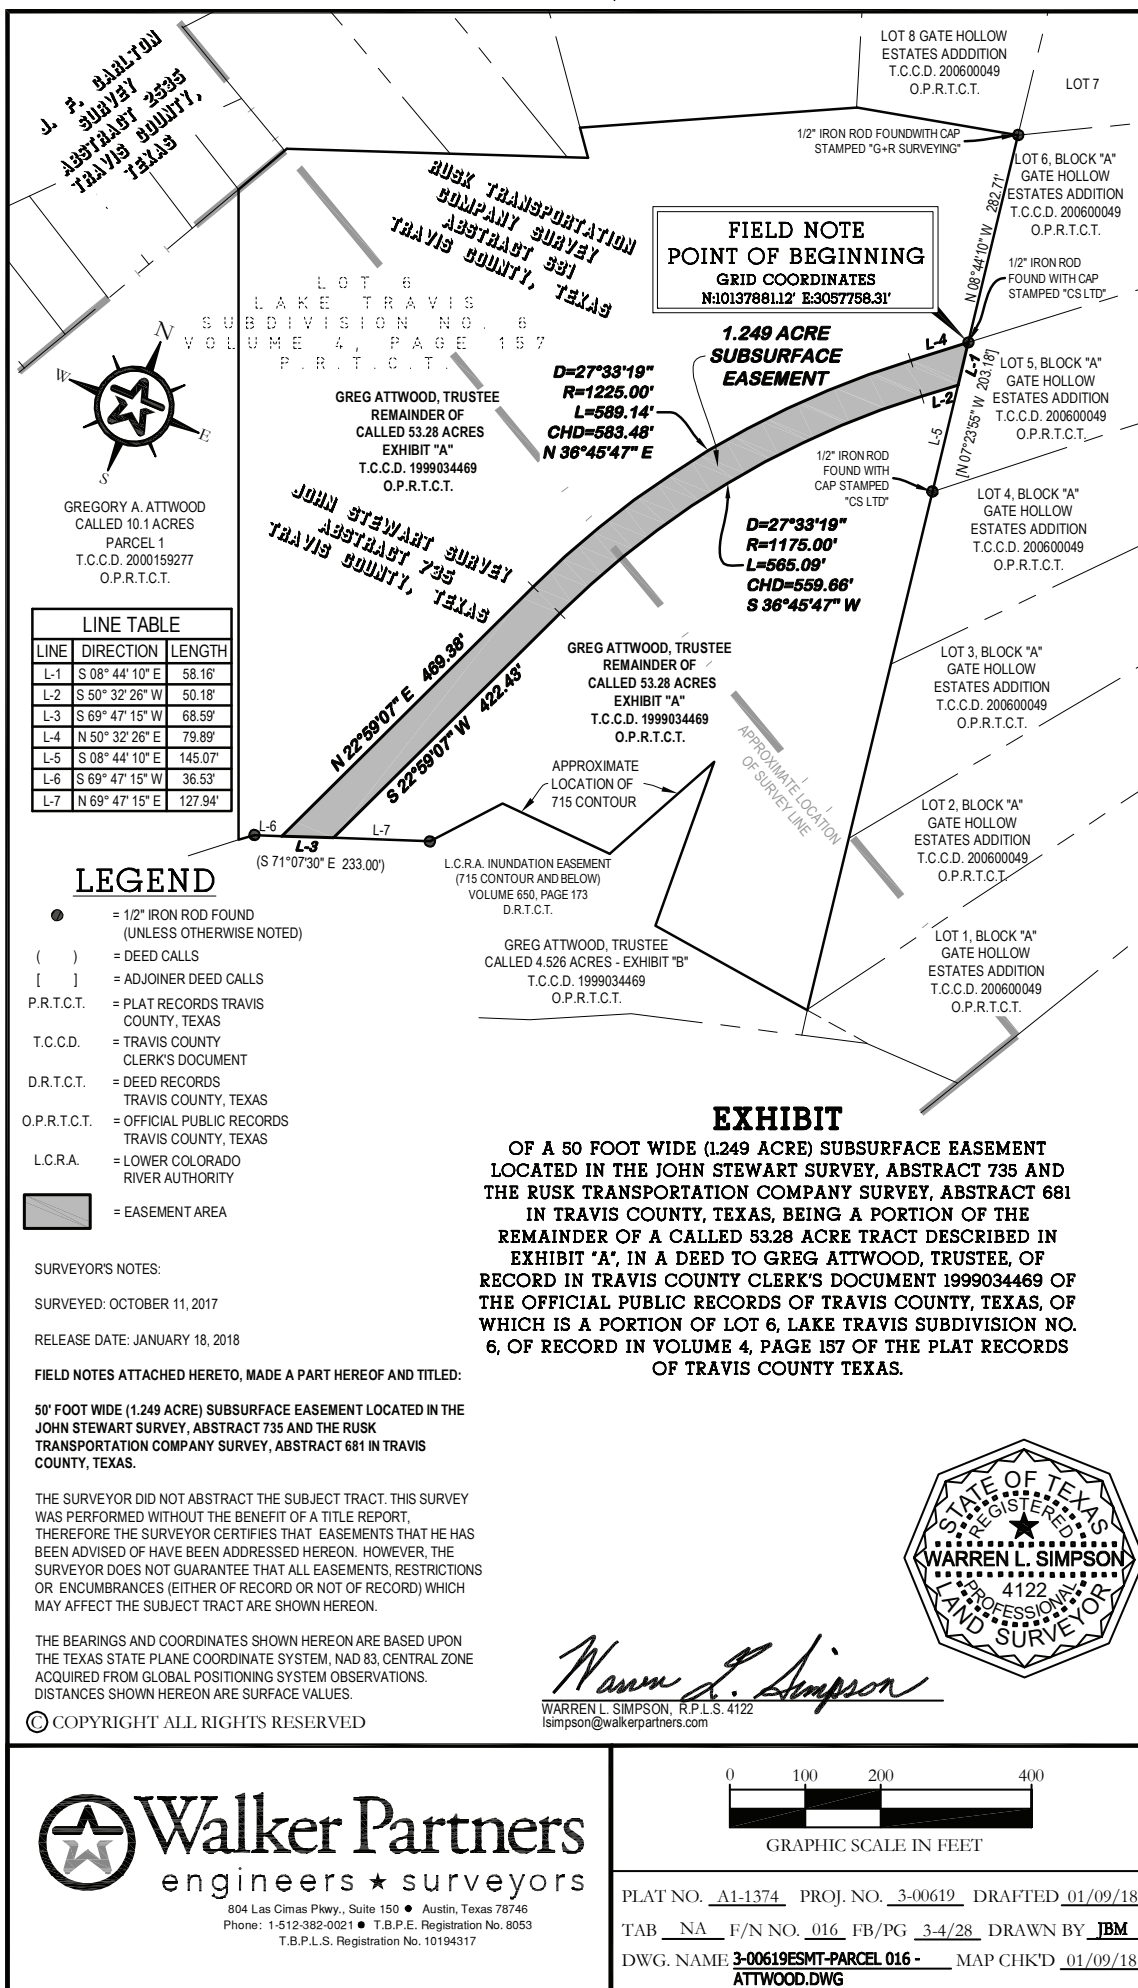 J. F. CARLTON
SURVEY
ABSTRACT 2535
TRAVIS COUNTY,
TEXAS
LOT 8 GATE HOLLOW
ESTATES ADDDITION
T.C.C.D. 200600049
O.P.R.T.C.T.
LOT 7
1/2" IRON ROD FOUNDWITH CAP
STAMPED "G+R SURVEYING"
LOT 6, BLOCK "A"
GATE HOLLOW
ESTATES ADDITION
T.C.C.D. 200600049
O.P.R.T.C.T.
N 08°44'10" W 282.71'
RUSK TRANSPORTATION
COMPANY SURVEY
ABSTRACT 681
TRAVIS COUNTY, TEXAS
FIELD NOTE
POINT OF BEGINNING
GRID COORDINATES
N:10137881.12' E:3057758.31'
1/2" IRON ROD
FOUND WITH CAP
STAMPED "CS LTD"
LOT 6
LAKE TRAVIS
SUBDIVISION NO. 6
VOLUME 4, PAGE 157
P.R.T.C.T.
N
W
E
S
1.249 ACRE
SUBSURFACE
EASEMENT
L-4
L-1
L-2
L-5
[N 07°23'55" W 203.18']
LOT 5, BLOCK "A"
GATE HOLLOW
ESTATES ADDITION
T.C.C.D. 200600049
O.P.R.T.C.T.
D=27°33'19"
R=1225.00'
L=589.14'
CHD=583.48'
N 36°45'47" E
GREG ATTWOOD, TRUSTEE
REMAINDER OF
CALLED 53.28 ACRES
EXHIBIT "A"
T.C.C.D. 1999034469
O.P.R.T.C.T.
1/2" IRON ROD
FOUND WITH
CAP STAMPED
"CS LTD"
LOT 4, BLOCK "A"
GATE HOLLOW
ESTATES ADDITION
T.C.C.D. 200600049
O.P.R.T.C.T.
GREGORY A. ATTWOOD
CALLED 10.1 ACRES
PARCEL 1
T.C.C.D. 2000159277
O.P.R.T.C.T.
JOHN STEWART SURVEY
ABSTRACT 735
TRAVIS COUNTY, TEXAS
D=27°33'19"
R=1175.00'
L=565.09'
CHD=559.66'
S 36°45'47" W
LINE TABLE
LINE DIRECTION LENGTH
L-1 S 08° 44' 10" E 58.16'
L-2 S 50° 32' 26" W 50.18'
L-3 S 69° 47' 15" W 68.59'
L-4 N 50° 32' 26" E 79.89'
L-5 S 08° 44' 10" E 145.07'
L-6 S 69° 47' 15" W 36.53'
L-7 N 69° 47' 15" E 127.94'
N 22°59'07" E 469.38'
S 22°59'07" W 422.43'
GREG ATTWOOD, TRUSTEE
REMAINDER OF
CALLED 53.28 ACRES
EXHIBIT "A"
T.C.C.D. 1999034469
O.P.R.T.C.T.
LOT 3, BLOCK "A"
GATE HOLLOW
ESTATES ADDITION
T.C.C.D. 200600049
O.P.R.T.C.T.
APPROXIMATE LOCATION
OF SURVEY LINE
APPROXIMATE
LOCATION OF
715 CONTOUR
LOT 2, BLOCK "A"
GATE HOLLOW
ESTATES ADDITION
T.C.C.D. 200600049
O.P.R.T.C.T.
L-6
L-3
L-7
(S 71°07'30" E 233.00')
L.C.R.A. INUNDATION EASEMENT
(715 CONTOUR AND BELOW)
VOLUME 650, PAGE 173
D.R.T.C.T.
GREG ATTWOOD, TRUSTEE
CALLED 4.526 ACRES - EXHIBIT "B"
T.C.C.D. 1999034469
O.P.R.T.C.T.
LOT 1, BLOCK "A"
GATE HOLLOW
ESTATES ADDITION
T.C.C.D. 200600049
O.P.R.T.C.T.
LEGEND
= 1/2" IRON ROD FOUND
(UNLESS OTHERWISE NOTED)
( ) = DEED CALLS
[ ] = ADJOINER DEED CALLS
P.R.T.C.T. = PLAT RECORDS TRAVIS
COUNTY, TEXAS
T.C.C.D. = TRAVIS COUNTY
CLERK'S DOCUMENT
D.R.T.C.T. = DEED RECORDS
TRAVIS COUNTY, TEXAS
O.P.R.T.C.T. = OFFICIAL PUBLIC RECORDS
TRAVIS COUNTY, TEXAS
L.C.R.A. = LOWER COLORADO
RIVER AUTHORITY
= EASEMENT AREA
EXHIBIT
OF A 50 FOOT WIDE (1.249 ACRE) SUBSURFACE EASEMENT
LOCATED IN THE JOHN STEWART SURVEY, ABSTRACT 735 AND
THE RUSK TRANSPORTATION COMPANY SURVEY, ABSTRACT 681
IN TRAVIS COUNTY, TEXAS, BEING A PORTION OF THE
REMAINDER OF A CALLED 53.28 ACRE TRACT DESCRIBED IN
EXHIBIT "A", IN A DEED TO GREG ATTWOOD, TRUSTEE, OF
RECORD IN TRAVIS COUNTY CLERK'S DOCUMENT 1999034469 OF
THE OFFICIAL PUBLIC RECORDS OF TRAVIS COUNTY, TEXAS, OF
WHICH IS A PORTION OF LOT 6, LAKE TRAVIS SUBDIVISION NO.
6, OF RECORD IN VOLUME 4, PAGE 157 OF THE PLAT RECORDS
OF TRAVIS COUNTY TEXAS.
SURVEYOR'S NOTES:
SURVEYED: OCTOBER 11, 2017
RELEASE DATE: JANUARY 18, 2018
FIELD NOTES ATTACHED HERETO, MADE A PART HEREOF AND TITLED:
50' FOOT WIDE (1.249 ACRE) SUBSURFACE EASEMENT LOCATED IN THE
JOHN STEWART SURVEY, ABSTRACT 735 AND THE RUSK
TRANSPORTATION COMPANY SURVEY, ABSTRACT 681 IN TRAVIS
COUNTY, TEXAS.
THE SURVEYOR DID NOT ABSTRACT THE SUBJECT TRACT. THIS SURVEY
WAS PERFORMED WITHOUT THE BENEFIT OF A TITLE REPORT,
THEREFORE THE SURVEYOR CERTIFIES THAT EASEMENTS THAT HE HAS
BEEN ADVISED OF HAVE BEEN ADDRESSED HEREON. HOWEVER, THE
SURVEYOR DOES NOT GUARANTEE THAT ALL EASEMENTS, RESTRICTIONS
OR ENCUMBRANCES (EITHER OF RECORD OR NOT OF RECORD) WHICH
MAY AFFECT THE SUBJECT TRACT ARE SHOWN HEREON.
THE BEARINGS AND COORDINATES SHOWN HEREON ARE BASED UPON
THE TEXAS STATE PLANE COORDINATE SYSTEM, NAD 83, CENTRAL ZONE
ACQUIRED FROM GLOBAL POSITIONING SYSTEM OBSERVATIONS.
DISTANCES SHOWN HEREON ARE SURFACE VALUES.
© COPYRIGHT ALL RIGHTS RESERVED
STATE OF TEXAS
REGISTERED
WARREN L. SIMPSON
4122
PROFESSIONAL
LAND SURVEYOR
Warren L. Simpson
WARREN L. SIMPSON, R.P.L.S. 4122
lsimpson@walkerpartners.com
Walker Partners
engineers ★ surveyors
804 Las Cimas Pkwy., Suite 150 ● Austin, Texas 78746
Phone: 1-512-382-0021 ● T.B.P.E. Registration No. 8053
T.B.P.L.S. Registration No. 10194317
0 100 200 400
GRAPHIC SCALE IN FEET
PLAT NO. A1-1374 PROJ. NO. 3-00619 DRAFTED 01/09/18
TAB NA F/N NO. 016 FB/PG 3-4/28 DRAWN BY JBM
DWG. NAME 3-00619ESMT-PARCEL 016 - MAP CHK'D 01/09/18
ATTWOOD.DWG